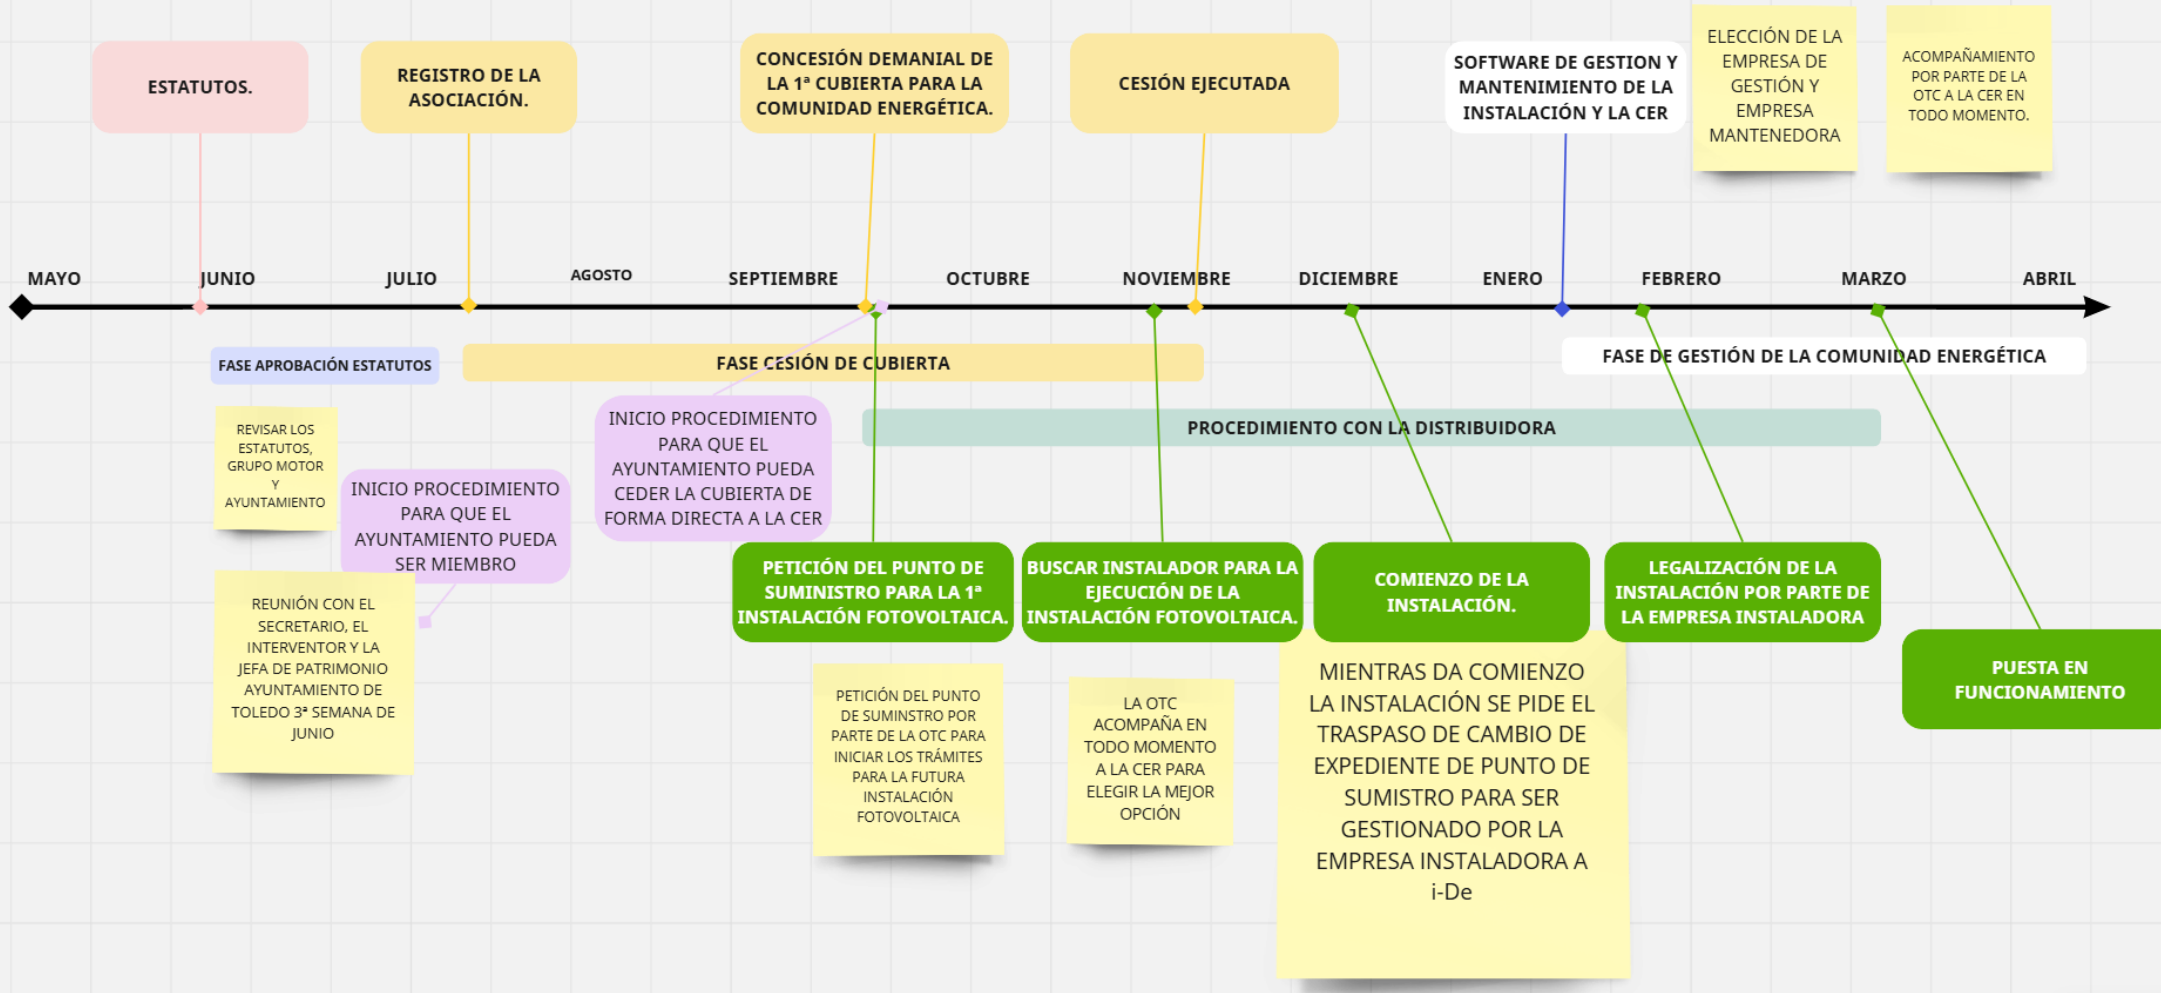 ESTATUTOS.
REGISTRO DE LA
ASOCIACIÓN.
CONCESIÓN DEMANIAL DE
LA 1ª CUBIERTA PARA LA
COMUNIDAD ENERGÉTICA.
CESIÓN EJECUTADA
SOFTWARE DE GESTION Y
MANTENIMIENTO DE LA
INSTALACIÓN Y LA CER
ELECCIÓN DE LA
EMPRESA DE
GESTIÓN Y
EMPRESA
MANTENEDORA
ACOMPAÑAMIENTO
POR PARTE DE LA
OTC A LA CER EN
TODO MOMENTO.
MAYO
JUNIO
JULIO
AGOSTO
SEPTIEMBRE
OCTUBRE
NOVIEMBRE
DICIEMBRE
ENERO
FEBRERO
MARZO
ABRIL
FASE APROBACIÓN ESTATUTOS
FASE CESIÓN DE CUBIERTA
FASE DE GESTIÓN DE LA COMUNIDAD ENERGÉTICA
PROCEDIMIENTO CON LA DISTRIBUIDORA
REVISAR LOS
ESTATUTOS,
GRUPO MOTOR
Y
AYUNTAMIENTO
INICIO PROCEDIMIENTO
PARA QUE EL
AYUNTAMIENTO PUEDA
SER MIEMBRO
INICIO PROCEDIMIENTO
PARA QUE EL
AYUNTAMIENTO PUEDA
CEDER LA CUBIERTA DE
FORMA DIRECTA A LA CER
REUNIÓN CON EL
SECRETARIO, EL
INTERVENTOR Y LA
JEFA DE PATRIMONIO
AYUNTAMIENTO DE
TOLEDO 3ª SEMANA DE
JUNIO
PETICIÓN DEL PUNTO DE
SUMINISTRO PARA LA 1ª
INSTALACIÓN FOTOVOLTAICA.
BUSCAR INSTALADOR PARA LA
EJECUCIÓN DE LA
INSTALACIÓN FOTOVOLTAICA.
COMIENZO DE LA
INSTALACIÓN.
LEGALIZACIÓN DE LA
INSTALACIÓN POR PARTE DE
LA EMPRESA INSTALADORA
PUESTA EN
FUNCIONAMIENTO
PETICIÓN DEL PUNTO
DE SUMINSTRO POR
PARTE DE LA OTC PARA
INICIAR LOS TRÁMITES
PARA LA FUTURA
INSTALACIÓN
FOTOVOLTAICA
LA OTC
ACOMPAÑA EN
TODO MOMENTO
A LA CER PARA
ELEGIR LA MEJOR
OPCIÓN
MIENTRAS DA COMIENZO
LA INSTALACIÓN SE PIDE EL
TRASPASO DE CAMBIO DE
EXPEDIENTE DE PUNTO DE
SUMISTRO PARA SER
GESTIONADO POR LA
EMPRESA INSTALADORA A
i-De